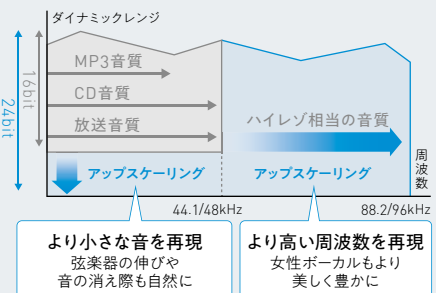 ダイナミックレンジ
24bit
16bit
MP3音質
CD音質
放送音質
ハイレゾ相当の音質
周波数
アップスケーリング
アップスケーリング
44.1/48kHz
88.2/96kHz
より小さな音を再現
弦楽器の伸びや
音の消え際も自然に
より高い周波数を再現
女性ボーカルもより
美しく豊かに